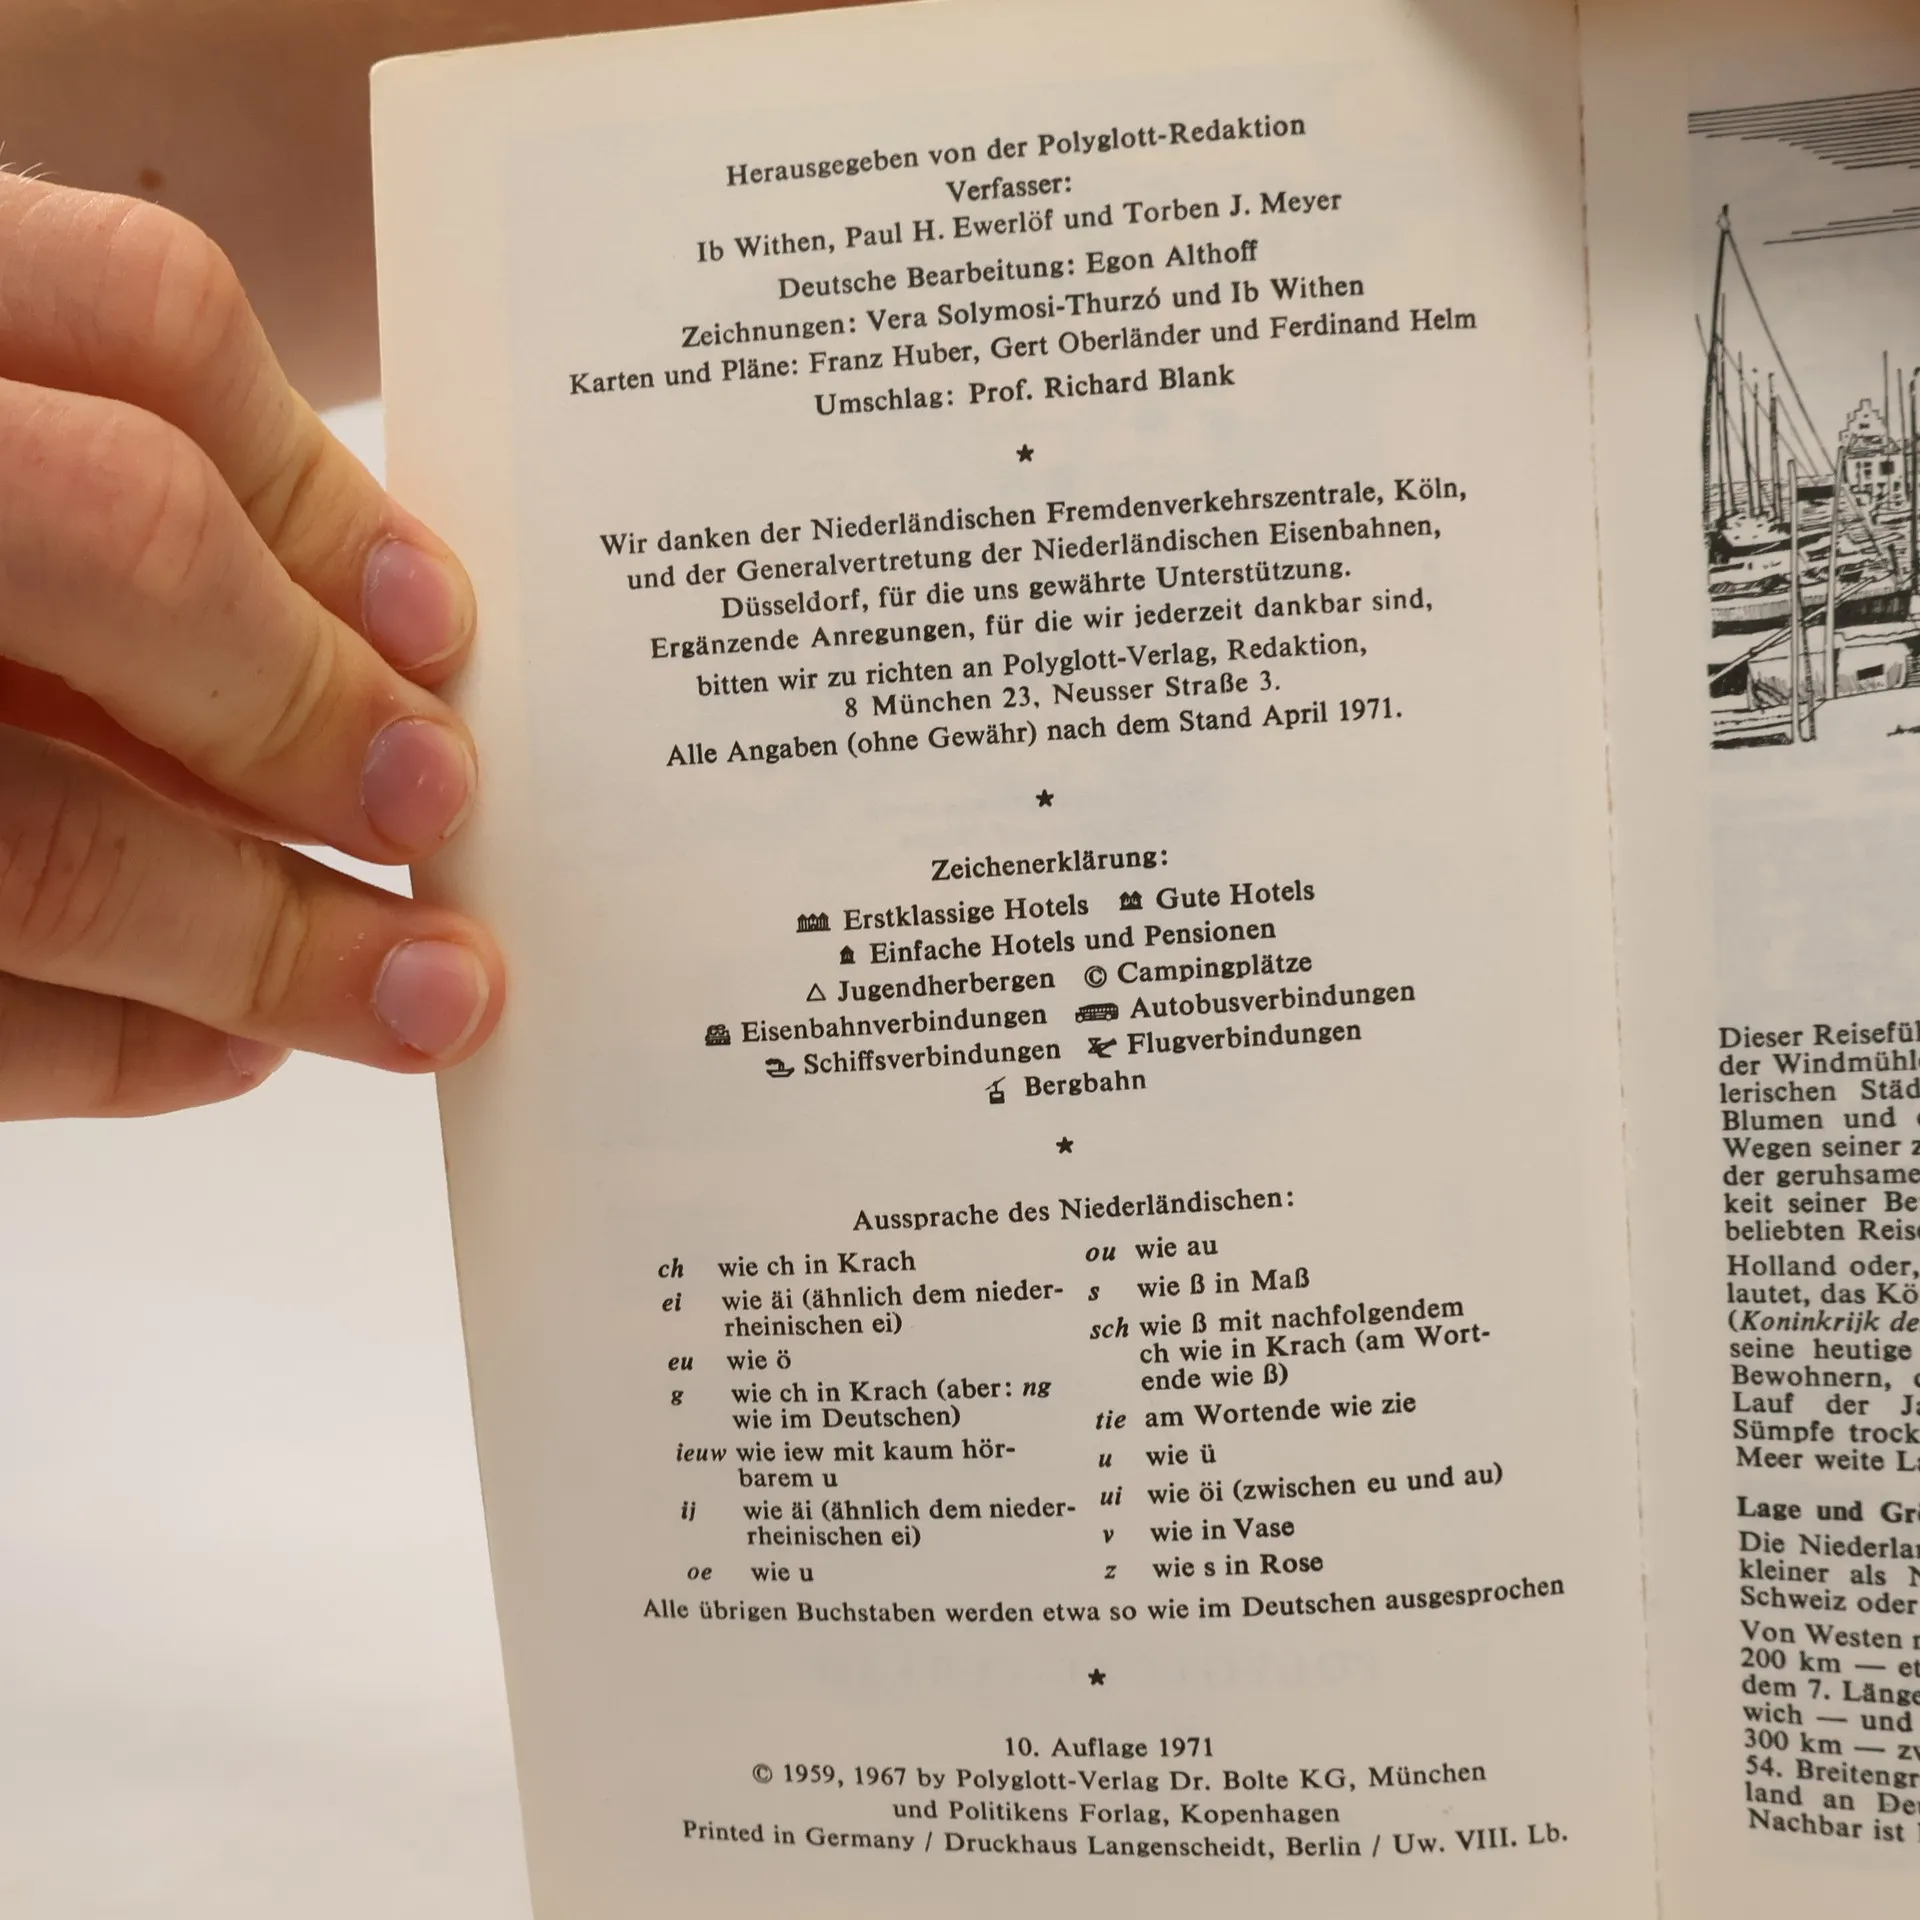 Herausgegeben von der Polyglott-Redaktion
Verfasser:
Ib Withen, Paul H. Ewerlöf und Torben J. Meyer
Deutsche Bearbeitung: Egon Althoff
Zeichnungen: Vera Solymosi-Thurzó und Ib Withen
Karten und Pläne: Franz Huber, Gert Oberländer und Ferdinand Helm
Umschlag: Prof. Richard Blank
★
Wir danken der Niederländischen Fremdenverkehrszentrale, Köln,
und der Generalvertretung der Niederländischen Eisenbahnen,
Düsseldorf, für die uns gewährte Unterstützung.
Ergänzende Anregungen, für die wir jederzeit dankbar sind,
bitten wir zu richten an Polyglott-Verlag, Redaktion,
8 München 23, Neusser Straße 3.
Alle Angaben (ohne Gewähr) nach dem Stand April 1971.
★
Zeichenerklärung:
Erstklassige Hotels Gute Hotels
Einfache Hotels und Pensionen
△ Jugendherbergen © Campingplätze
Eisenbahnverbindungen Autobusverbindungen
Schiffsverbindungen Flugverbindungen
Bergbahn
★
Aussprache des Niederländischen:
ch wie ch in Krach
ei wie äi (ähnlich dem nieder-
rheinischen ei)
eu wie ö
g wie ch in Krach (aber: ng
wie im Deutschen)
ieuw wie iew mit kaum hör-
barem u
ij wie äi (ähnlich dem nieder-
rheinischen ei)
oe wie u
ou wie au
s wie ß in Maß
sch wie ß mit nachfolgendem
ch wie in Krach (am Wort-
ende wie ß)
tie am Wortende wie zie
u wie ü
ui wie öi (zwischen eu und au)
v wie in Vase
z wie s in Rose
Alle übrigen Buchstaben werden etwa so wie im Deutschen ausgesprochen
★
10. Auflage 1971
© 1959, 1967 by Polyglott-Verlag Dr. Bolte KG, München
und Politikens Forlag, Kopenhagen
Printed in Germany / Druckhaus Langenscheidt, Berlin / Uw. VIII. Lb.
Dieser
der
lerischen
Blumen und
Wegen seiner
der
keit seiner
beliebten
Holland oder,
lautet, das
(Koninkrijk
seine heutige
Bewohnern,
Lauf der
Sümpfe
Meer weite
Lage und
Die
kleiner als
Schweiz oder
Von Westen
200 km —
dem 7.
wich — und
300 km —
54.
land an
Nachbar ist